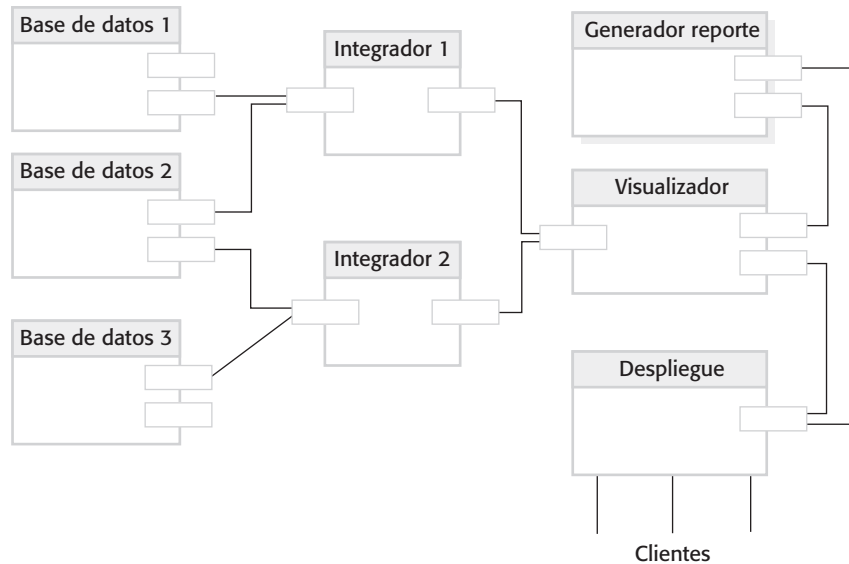 Base de datos 1
Integrador 1
Generador reporte
Base de datos 2
Visualizador
Integrador 2
Base de datos 3
Despliegue
Clientes